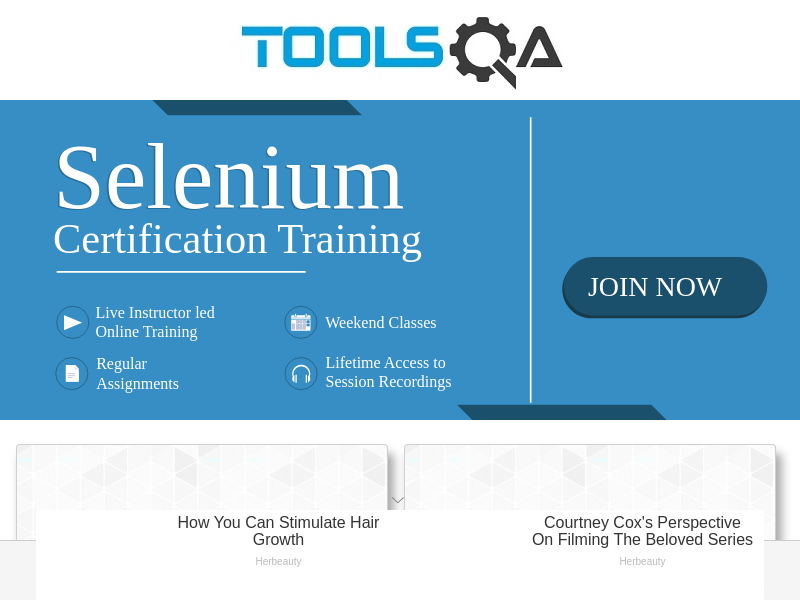 TOOLSQA
Selenium
Certification Training
Live Instructor led
Online Training
Weekend Classes
Regular
Assignments
Lifetime Access to
Session Recordings
JOIN NOW
How You Can Stimulate Hair
Growth
Herbeauty
Courtney Cox's Perspective
On Filming The Beloved Series
Herbeauty